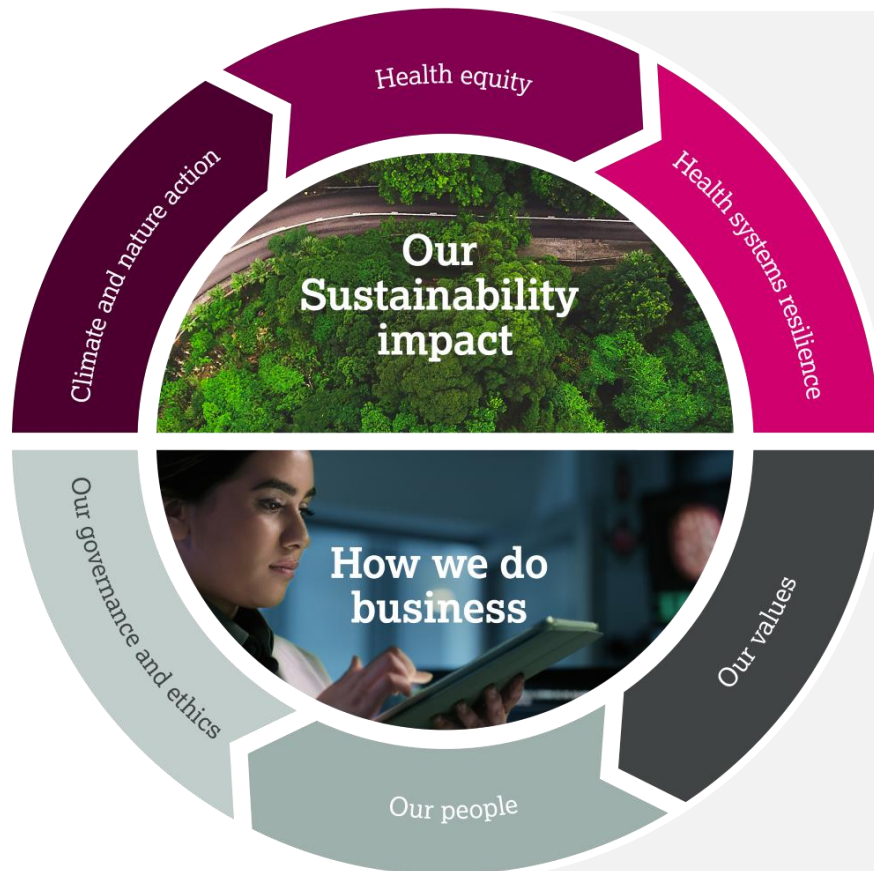 Health equity
Climate and nature action
Health systems resilience
Our
Sustainability
impact
How we do
business
Our governance and ethics
Our values
Our people